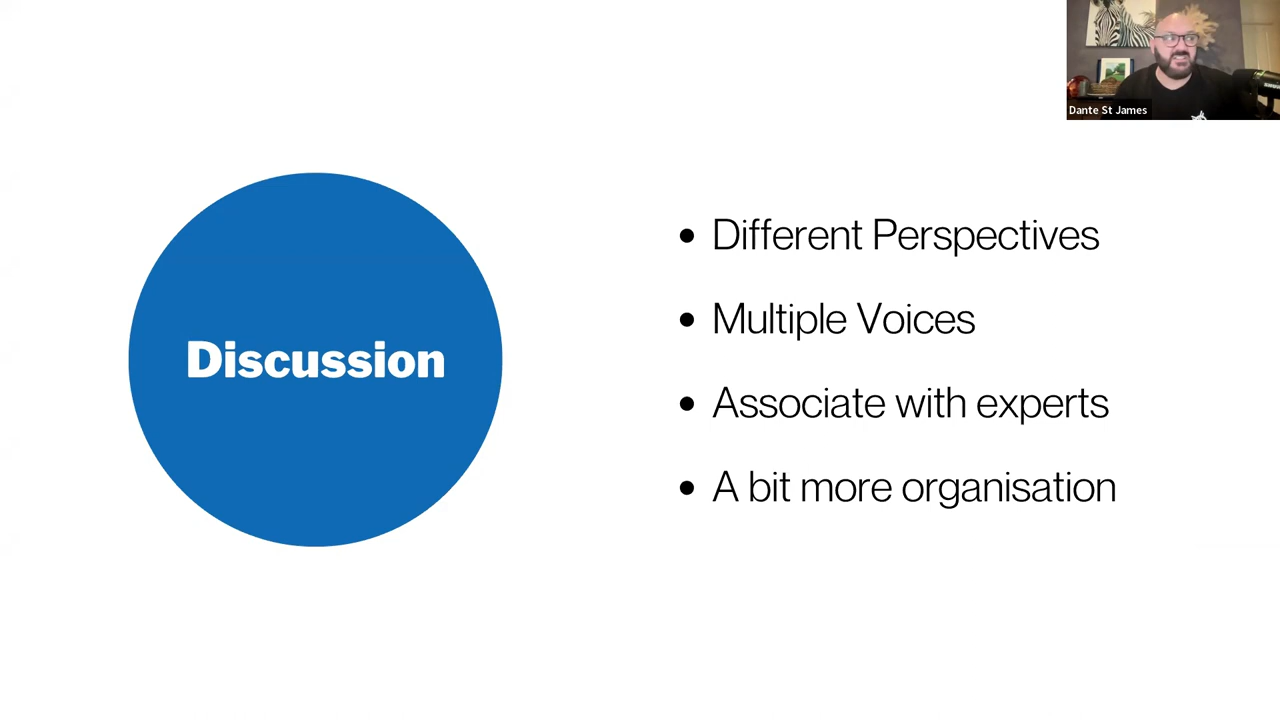 Dante St James
Discussion
Different Perspectives
Multiple Voices
Associate with experts
A bit more organisation